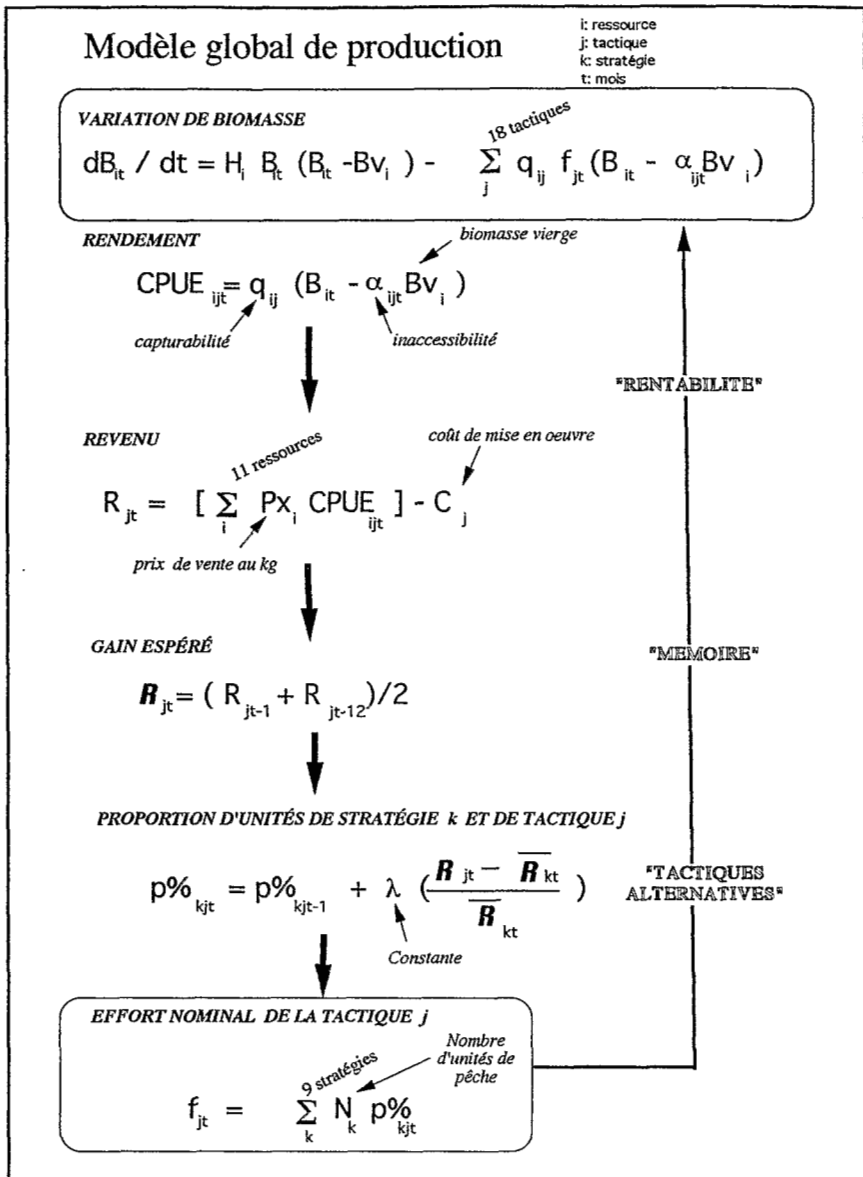 Modèle global de production
i: ressource
j: tactique
k: stratégie
t: mois
VARIATION DE BIOMASSE
18 tactiques
dB_it / dt = H_i B_it (B_it -Bv_i) - Σ_j q_ij f_jt (B_it - α_ijt Bv_i)
RENDEMENT
biomasse vierge
CPUE_ijt = q_ij (B_it - α_ijt Bv_i)
capturabilité
inaccessibilité
"RENTABILITE"
REVENU
11 ressources
coût de mise en oeuvre
R_jt = [ Σ_i Px_i CPUE_ijt ] - C_j
prix de vente au kg
GAIN ESPÉRÉ
"MEMOIRE"
R_jt = ( R_jt-1 + R_jt-12)/2
PROPORTION D'UNITÉS DE STRATÉGIE k ET DE TACTIQUE j
p%_kjt = p%_kjt-1 + λ ( (R_jt - R̅_kt) / R̅_kt )
"TACTIQUES
ALTERNATIVES"
Constante
EFFORT NOMINAL DE LA TACTIQUE j
Nombre
d'unités de
pêche
9 stratégies
f_jt = Σ_k N_k p%_kjt